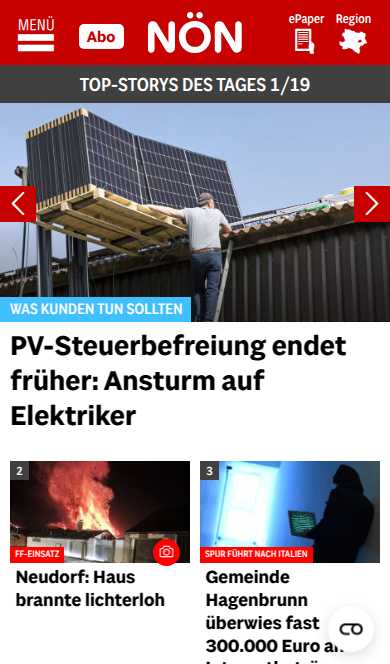 MENÜ
Abo
NÖN
ePaper
Region
TOP-STORYS DES TAGES 1/19
WAS KUNDEN TUN SOLLTEN
PV-Steuerbefreiung endet
früher: Ansturm auf
Elektriker
2
FF-EINSATZ
Neudorf: Haus
brannte lichterloh
3
SPUR FÜHRT NACH ITALIEN
Gemeinde
Hagenbrunn
überwies fast
300.000 Euro an